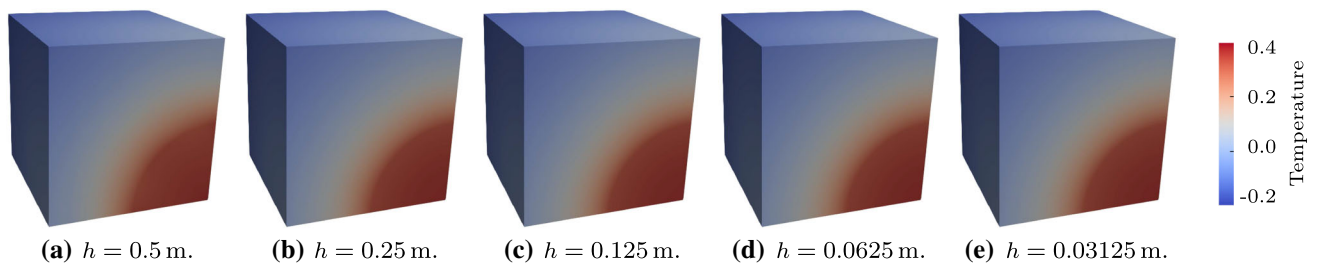 0.4
0.2
0.0
-0.2
Temperature
(a) h = 0.5 m.
(b) h = 0.25 m.
(c) h = 0.125 m.
(d) h = 0.0625 m.
(e) h = 0.03125 m.